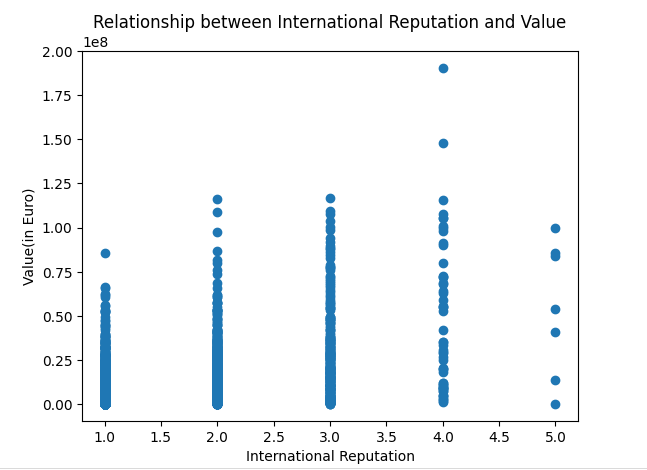 Relationship between International Reputation and Value
1e8
2.00
1.75
1.50
1.25
1.00
0.75
0.50
0.25
0.00
Value(in Euro)
1.0 1.5 2.0 2.5 3.0 3.5 4.0 4.5 5.0
International Reputation